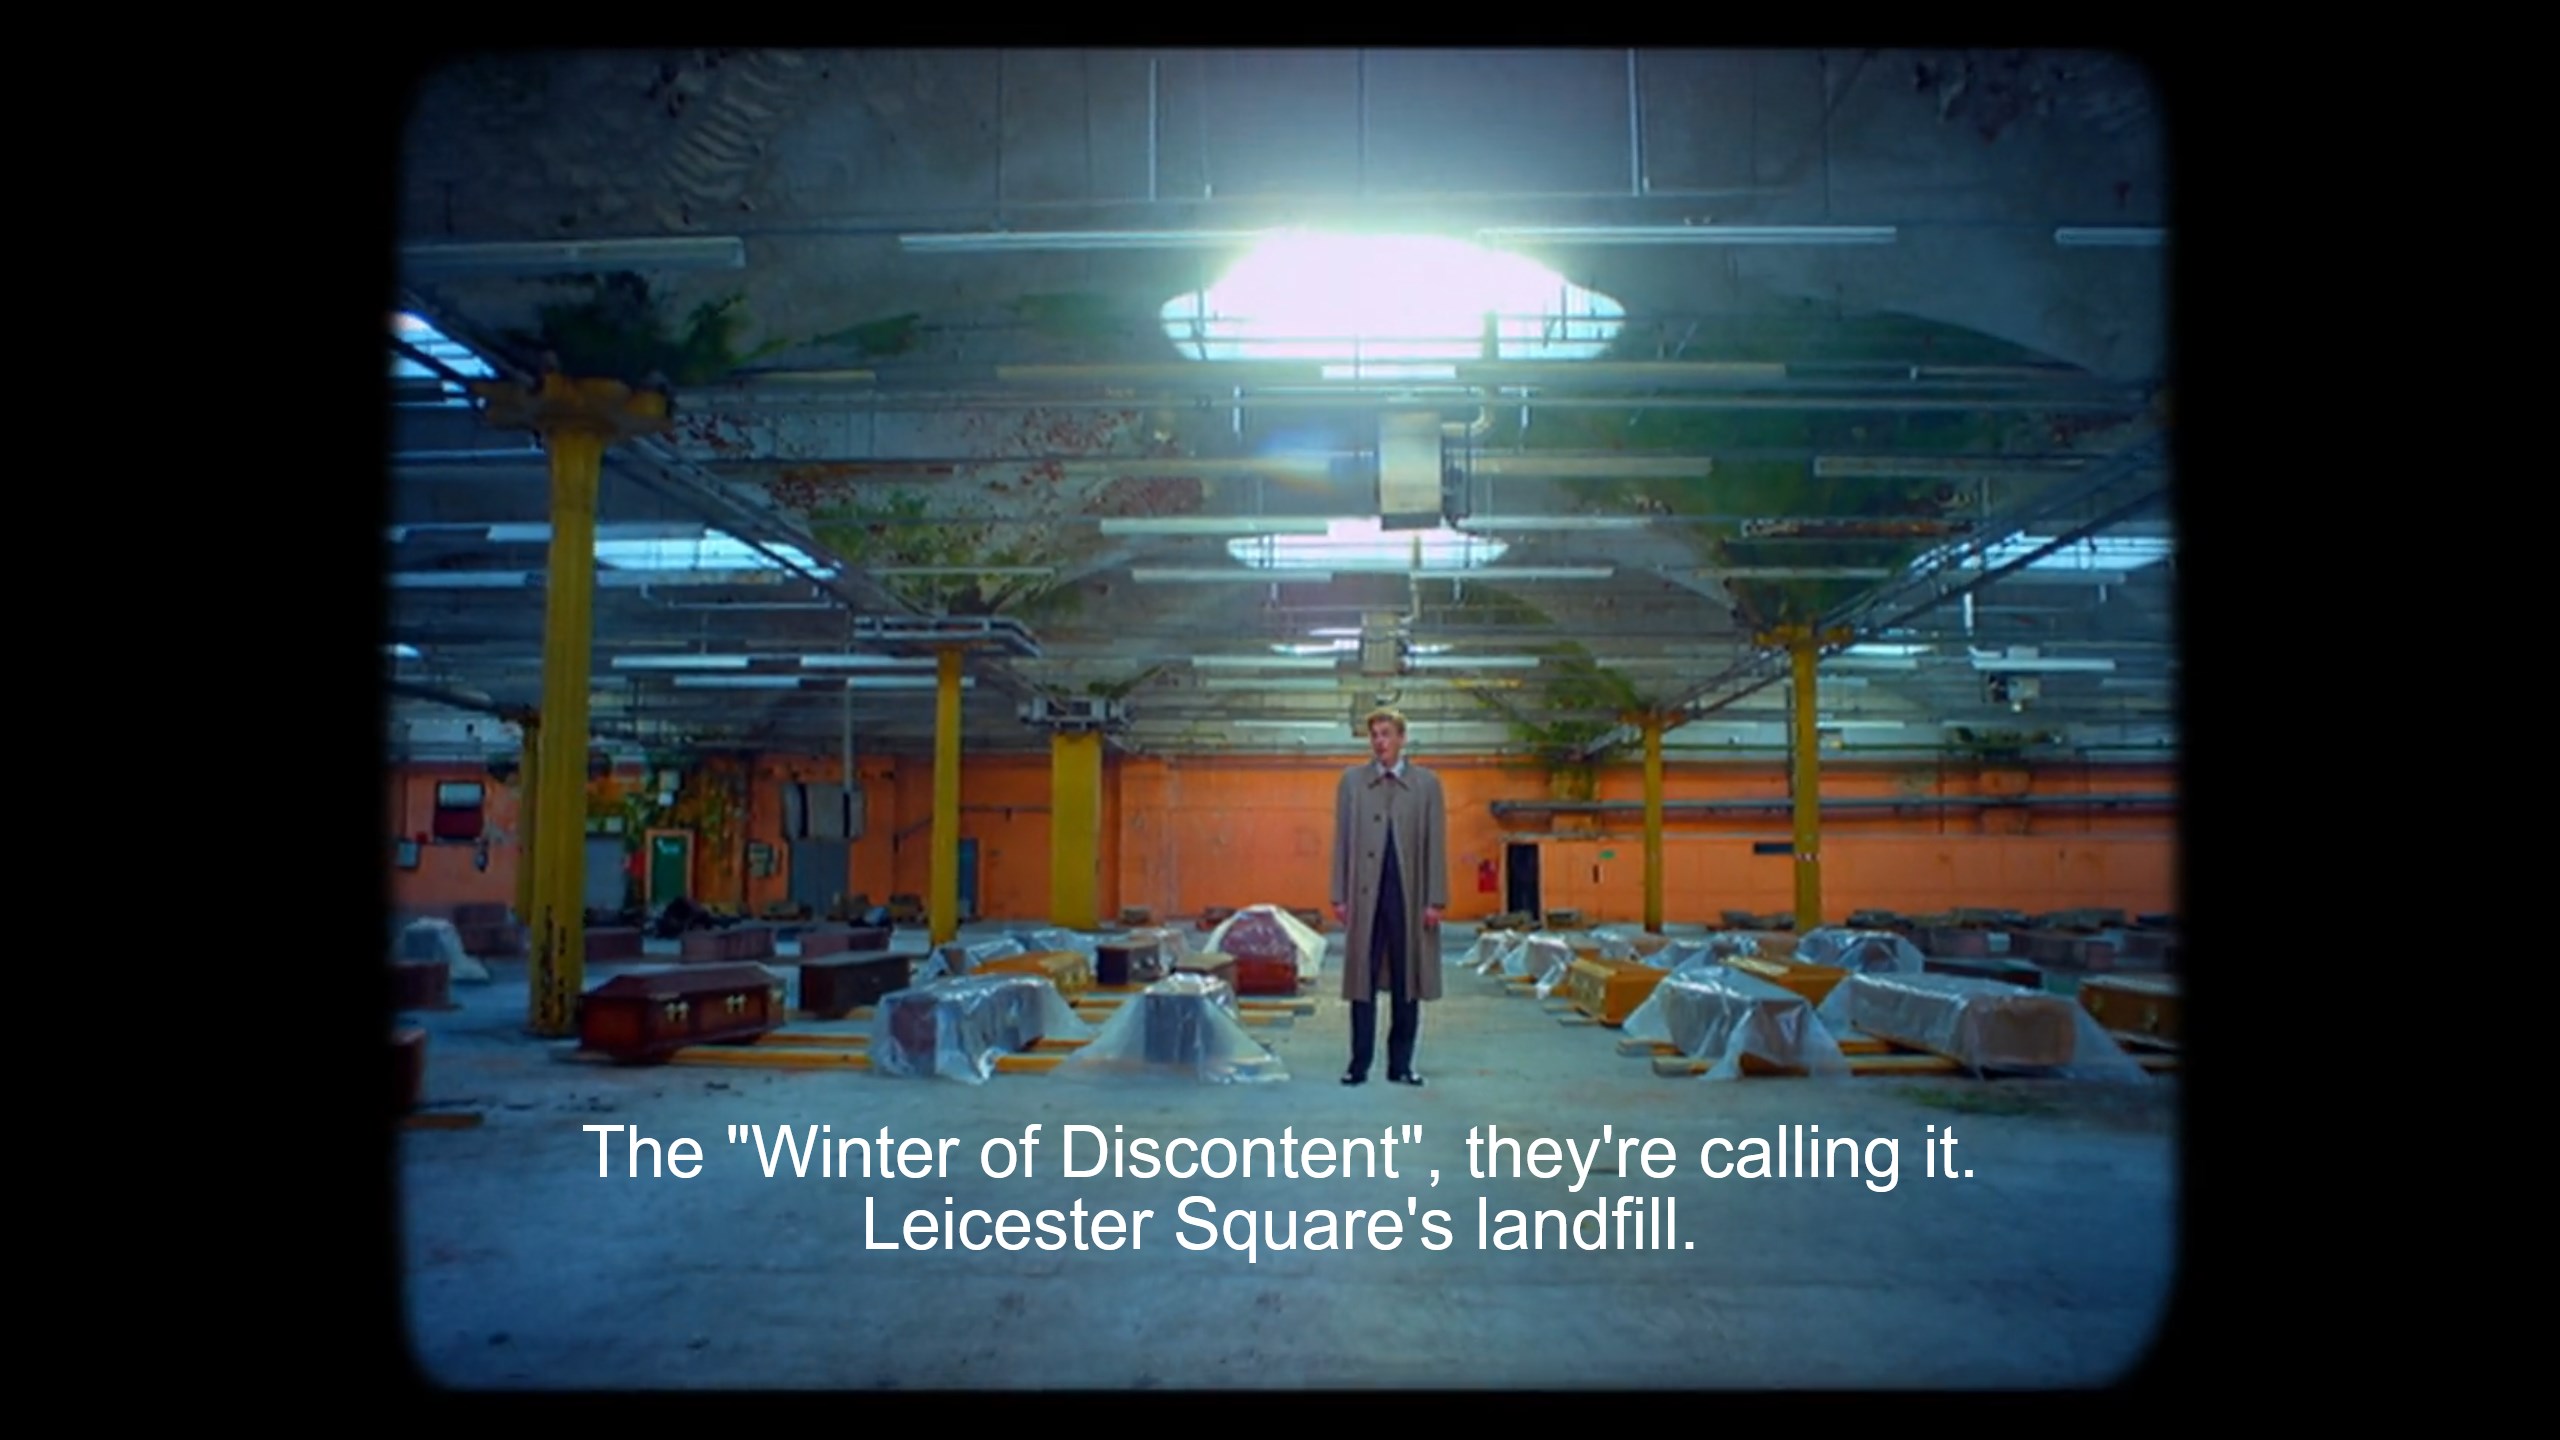 The "Winter of Discontent", they're calling it.
Leicester Square's landfill.